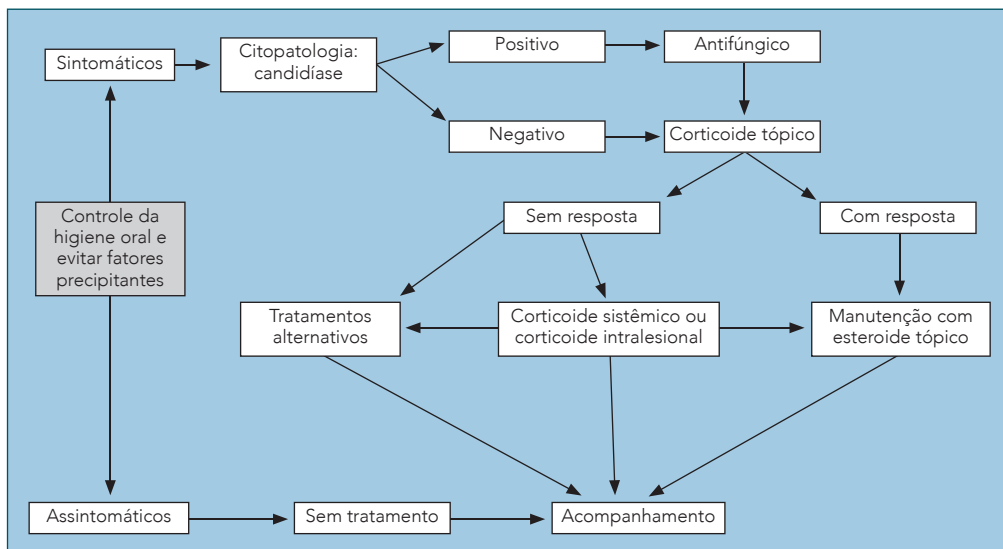 Positivo
Antifúngico
Sintomáticos
Citopatologia:
candidíase
Negativo
Corticoide tópico
Controle da
higiene oral e
evitar fatores
precipitantes
Sem resposta
Com resposta
Tratamentos
alternativos
Corticoide sistêmico ou
corticoide intralesional
Manutenção com
esteroide tópico
Assintomáticos
Sem tratamento
Acompanhamento